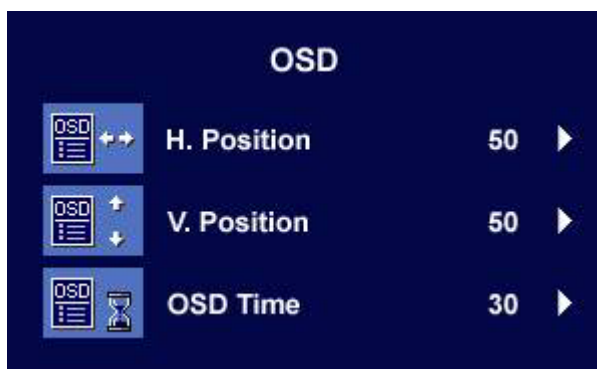 OSD
OSD H. Position 50
OSD V. Position 50
OSD OSD Time 30